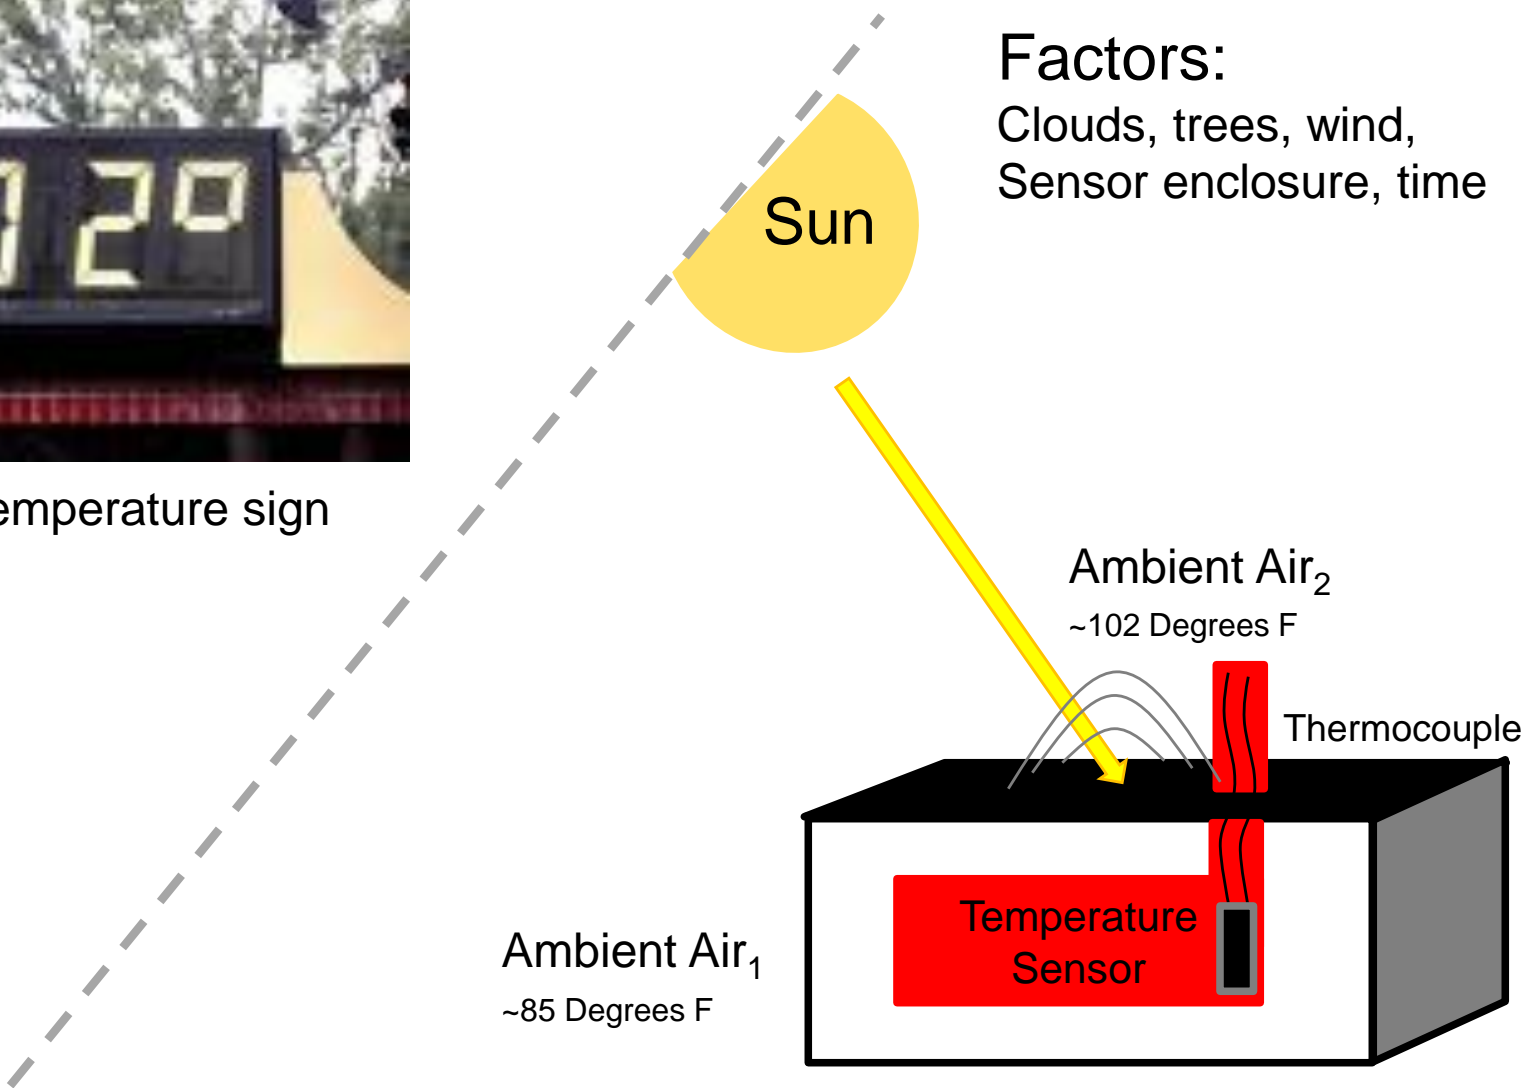 2°
emperature sign
Factors:
Clouds, trees, wind,
Sensor enclosure, time
Sun
Ambient Air₂
~102 Degrees F
Thermocouple
Temperature
Sensor
Ambient Air₁
~85 Degrees F